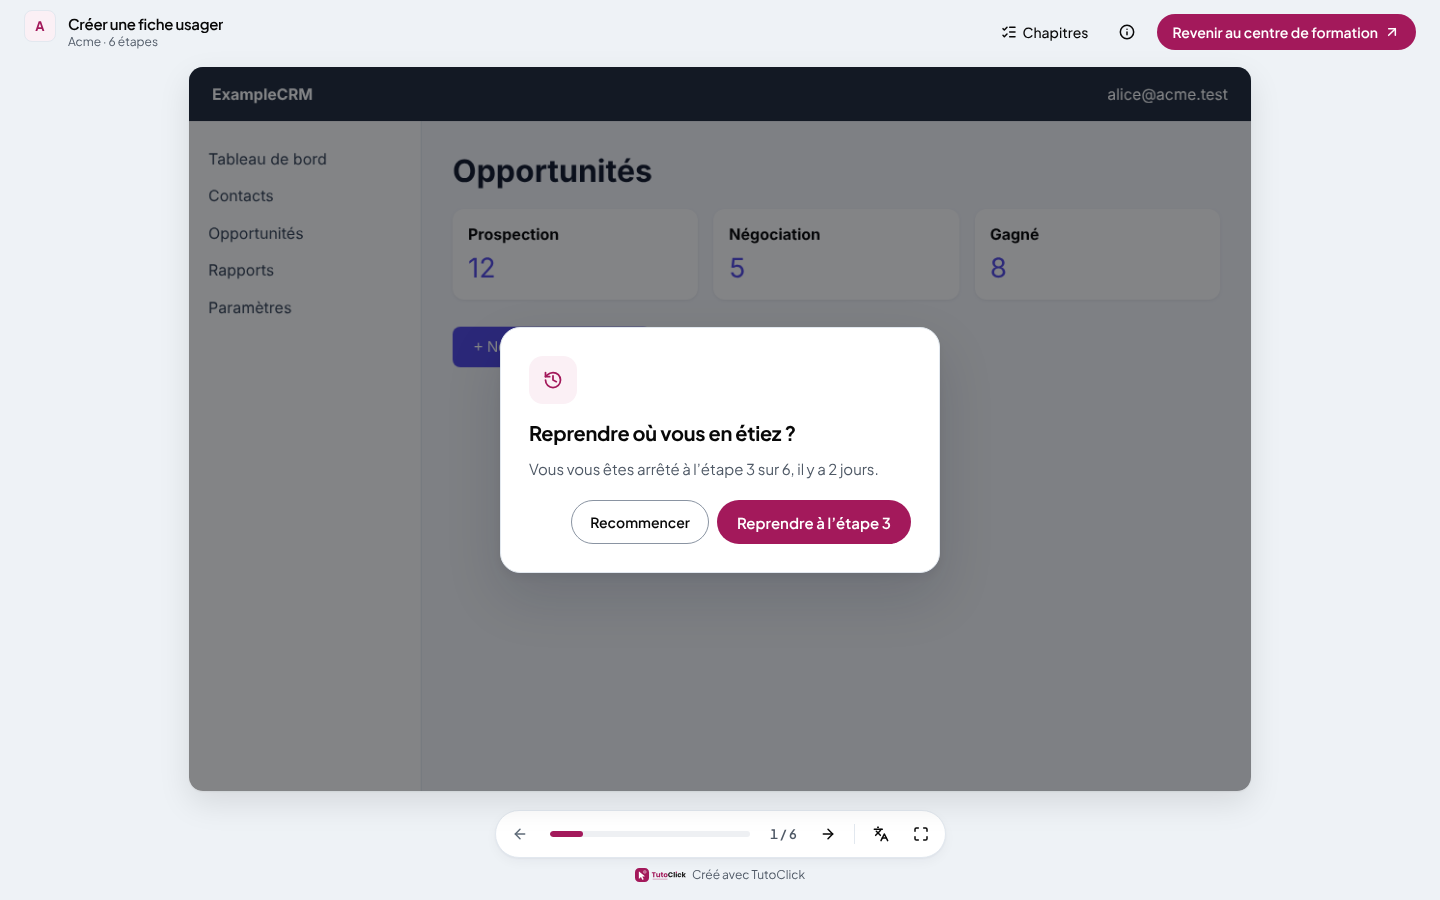 A
Créer une fiche usager
Acme · 6 étapes
Chapitres
Revenir au centre de formation
ExampleCRM
alice@acme.test
Tableau de bord
Contacts
Opportunités
Rapports
Paramètres
Opportunités
Prospection
12
Négociation
5
Gagné
8
Reprendre où vous en étiez ?
Vous vous êtes arrêté à l’étape 3 sur 6, il y a 2 jours.
Recommencer
Reprendre à l’étape 3
1 / 6
TutoClick
Créé avec TutoClick